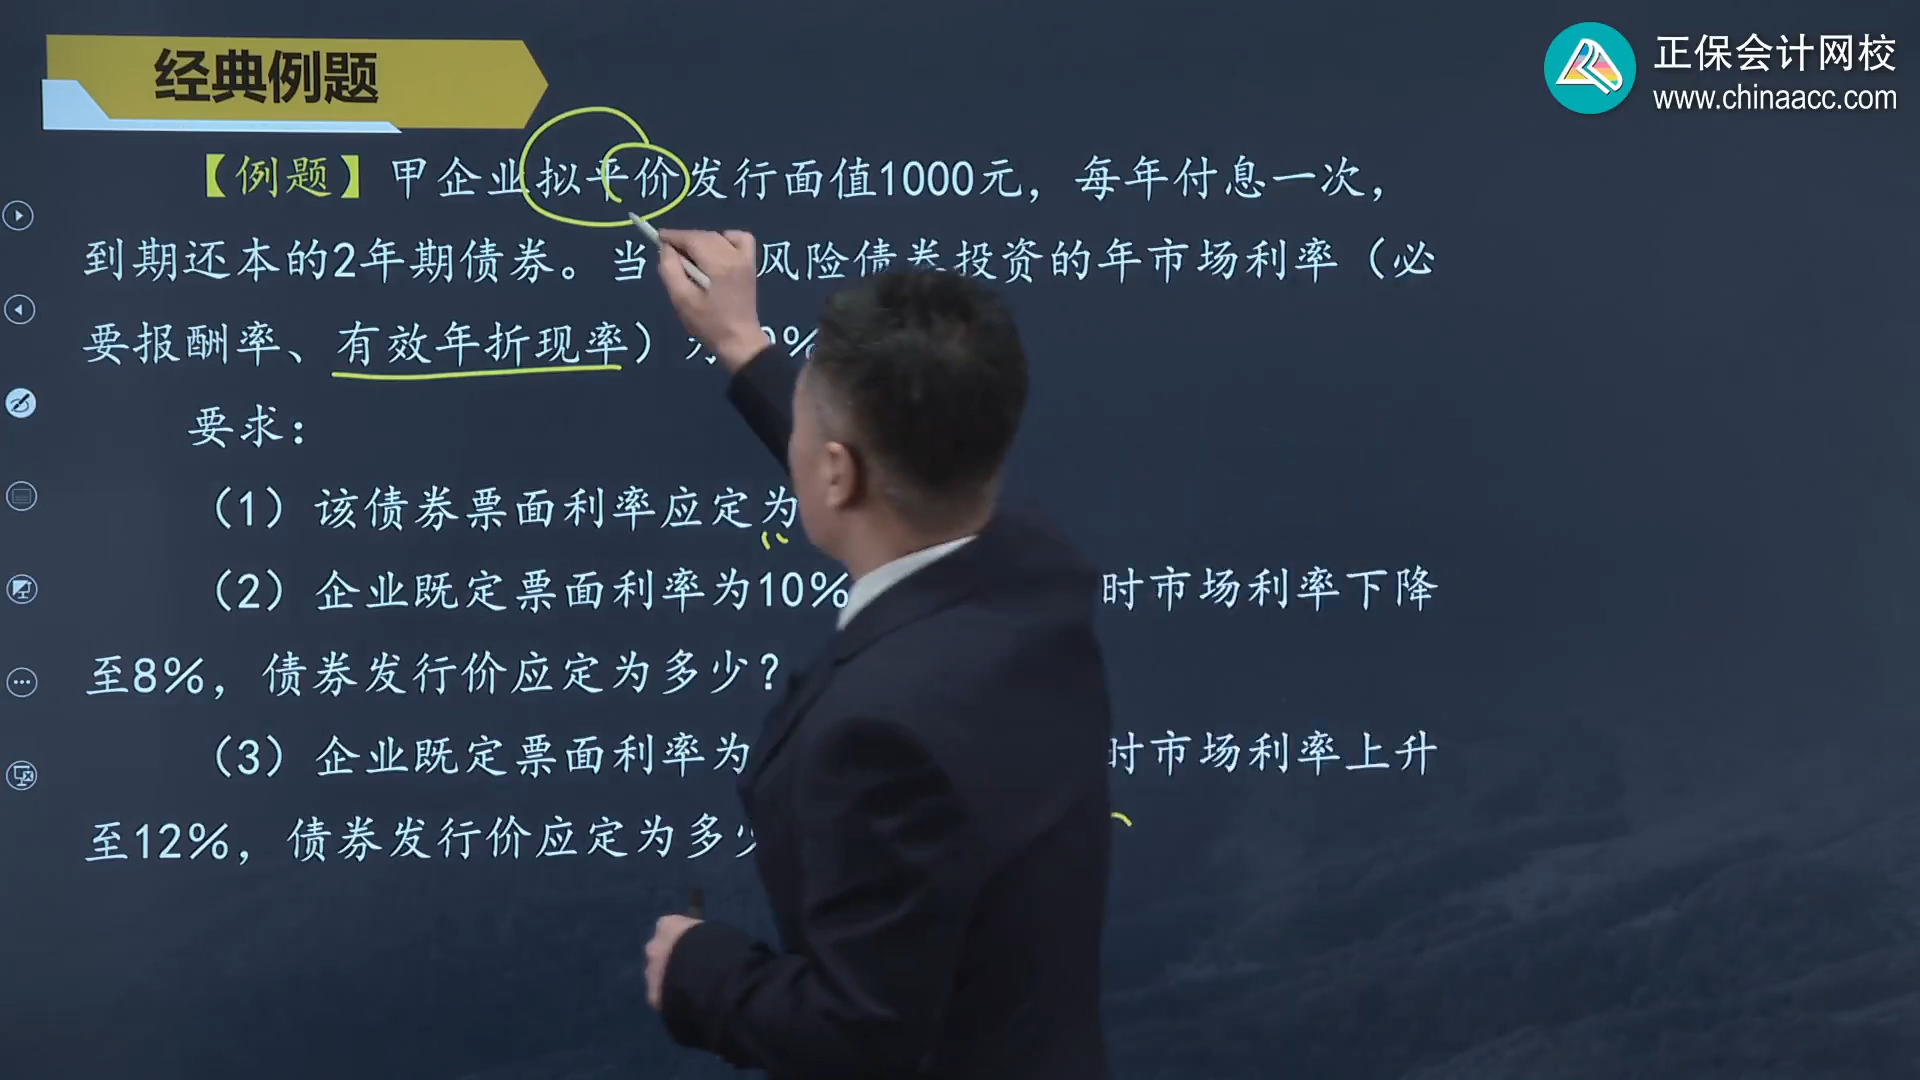 经典例题
正保会计网校
www.chinaacc.com
【例题】甲企业拟平价发行面值1000元，每年付息一次，
到期还本的2年期债券。当 风险债券投资的年市场利率（必
要报酬率、有效年折现率） 0%
要求：
（1）该债券票面利率应定为
（2）企业既定票面利率为10% 时市场利率下降
至8%，债券发行价应定为多少？
（3）企业既定票面利率为 时市场利率上升
至12%，债券发行价应定为多少